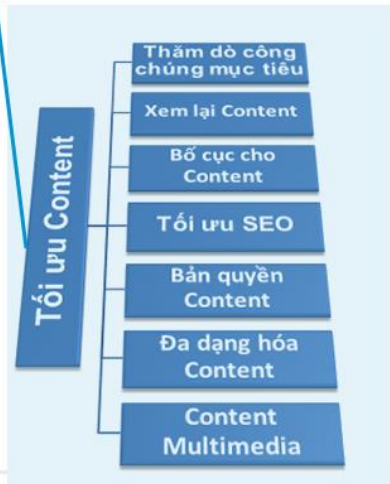 Tối ưu Content
Thăm dò công
chúng mục tiêu
Xem lại Content
Bố cục cho
Content
Tối ưu SEO
Bản quyền
Content
Đa dạng hóa
Content
Content
Multimedia